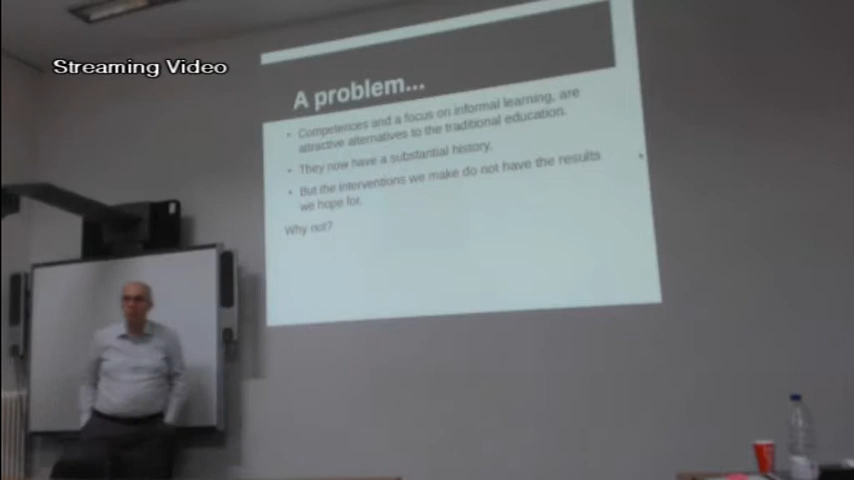 Streaming Video
A problem...
• Competences and a focus on informal learning, are
attractive alternatives to the traditional education.
• They now have a substantial history.
• But the interventions we make do not have the results
we hope for.
Why not?